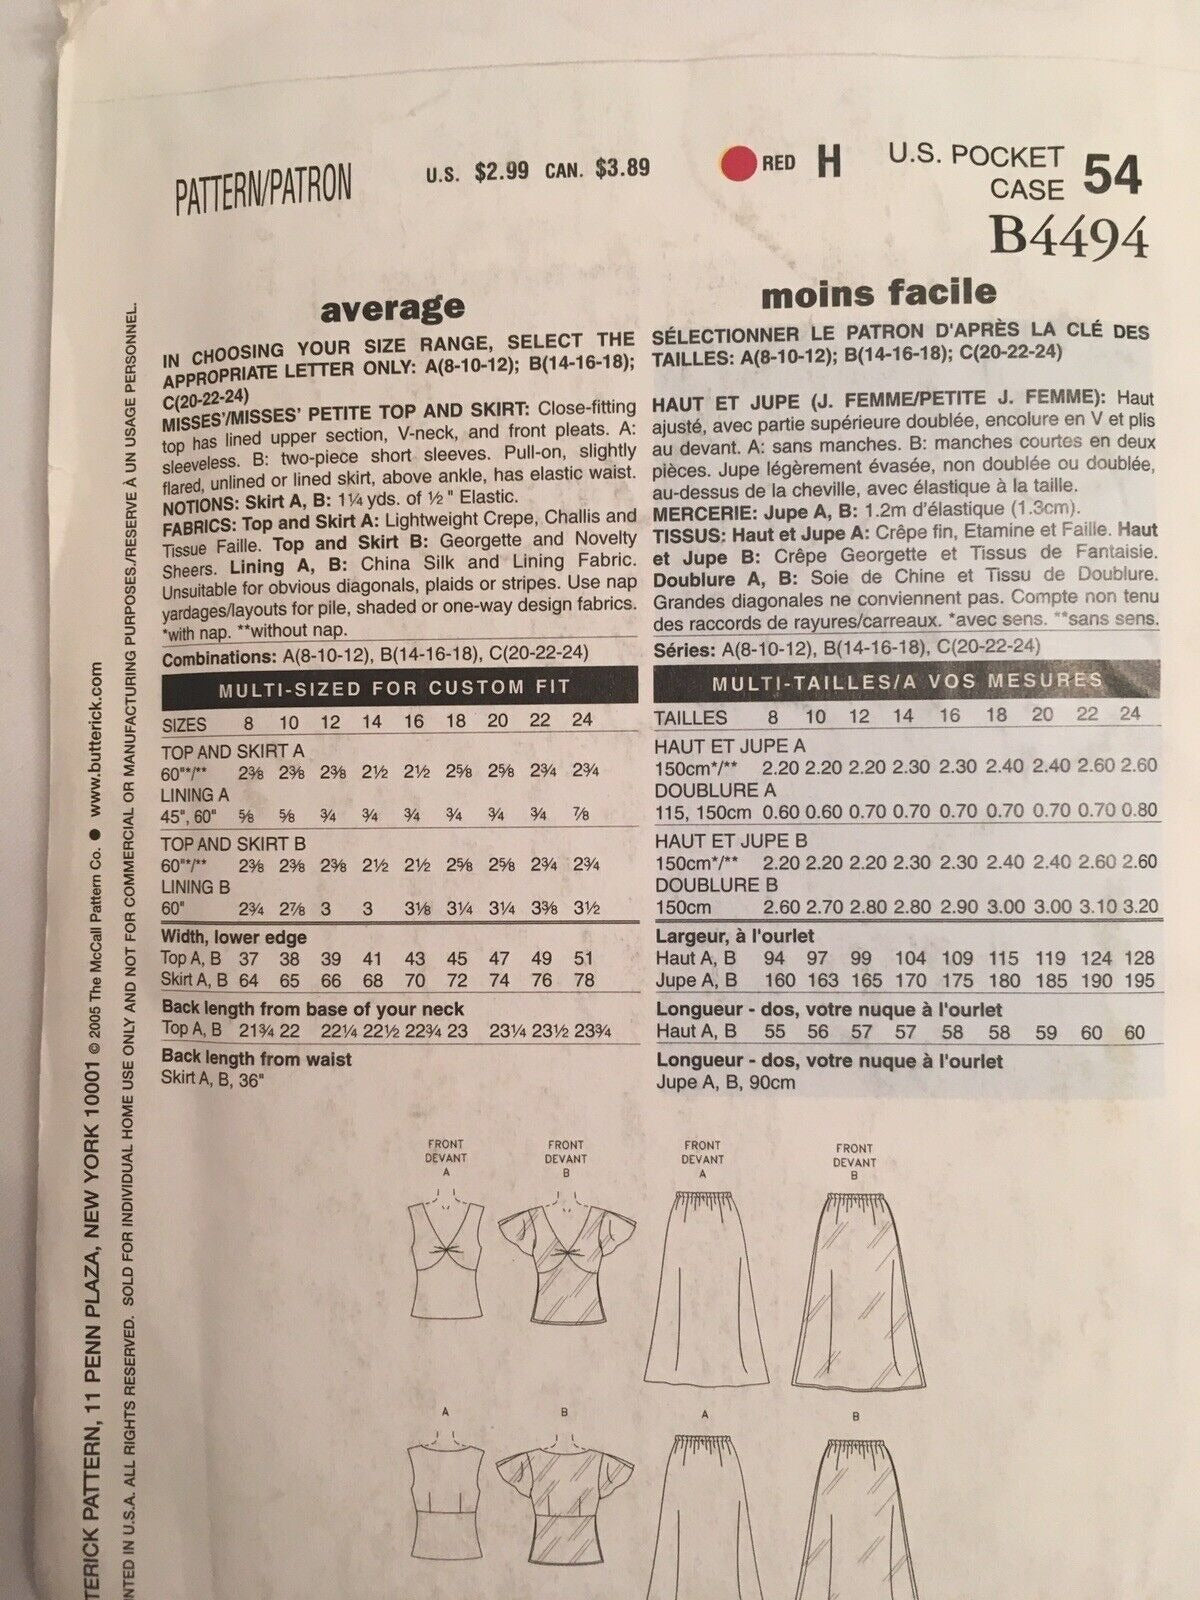 PATTERN/PATRON
U.S. $2.99 CAN. $3.89
RED H
U.S. POCKET
CASE 54
B4494
average
IN CHOOSING YOUR SIZE RANGE, SELECT THE
APPROPRIATE LETTER ONLY: A(8-10-12); B(14-16-18);
C(20-22-24)
MISSES'/MISSES' PETITE TOP AND SKIRT: Close-fitting
top has lined upper section, V-neck, and front pleats. A:
sleeveless. B: two-piece short sleeves. Pull-on, slightly
flared, unlined or lined skirt, above ankle, has elastic waist.
NOTIONS: Skirt A, B: 1¼ yds. of ½" Elastic.
FABRICS: Top and Skirt A: Lightweight Crepe, Challis and
Tissue Faille. Top and Skirt B: Georgette and Novelty
Sheers. Lining A, B: China Silk and Lining Fabric.
Unsuitable for obvious diagonals, plaids or stripes. Use nap
yardages/layouts for pile, shaded or one-way design fabrics.
*with nap. **without nap.
Combinations: A(8-10-12), B(14-16-18), C(20-22-24)
MULTI-SIZED FOR CUSTOM FIT
SIZES 8 10 12 14 16 18 20 22 24
TOP AND SKIRT A
60"*/** 2⅜ 2⅜ 2⅜ 2½ 2½ 2⅝ 2⅝ 2¾ 2¾
LINING A
45", 60" ⅝ ⅝ ¾ ¾ ¾ ¾ ¾ ¾ ⅞
TOP AND SKIRT B
60"*/** 2⅜ 2⅜ 2⅜ 2½ 2½ 2⅝ 2⅝ 2¾ 2¾
LINING B
60" 2¾ 2⅞ 3 3 3⅛ 3¼ 3¼ 3⅜ 3½
Width, lower edge
Top A, B 37 38 39 41 43 45 47 49 51
Skirt A, B 64 65 66 68 70 72 74 76 78
Back length from base of your neck
Top A, B 21¾ 22 22¼ 22½ 22¾ 23 23¼ 23½ 23¾
Back length from waist
Skirt A, B, 36"
moins facile
SÉLECTIONNER LE PATRON D'APRÈS LA CLÉ DES
TAILLES: A(8-10-12); B(14-16-18); C(20-22-24)
HAUT ET JUPE (J. FEMME/PETITE J. FEMME): Haut
ajusté, avec partie supérieure doublée, encolure en V et plis
au devant. A: sans manches. B: manches courtes en deux
pièces. Jupe légèrement évasée, non doublée ou doublée,
au-dessus de la cheville, avec élastique à la taille.
MERCERIE: Jupe A, B: 1.2m d'élastique (1.3cm).
TISSUS: Haut et Jupe A: Crêpe fin, Etamine et Faille. Haut
et Jupe B: Crêpe Georgette et Tissus de Fantaisie.
Doublure A, B: Soie de Chine et Tissu de Doublure.
Grandes diagonales ne conviennent pas. Compte non tenu
des raccords de rayures/carreaux. *avec sens. **sans sens.
Séries: A(8-10-12), B(14-16-18), C(20-22-24)
MULTI-TAILLES/A VOS MESURES
TAILLES 8 10 12 14 16 18 20 22 24
HAUT ET JUPE A
150cm*/** 2.20 2.20 2.20 2.30 2.30 2.40 2.40 2.60 2.60
DOUBLURE A
115, 150cm 0.60 0.60 0.70 0.70 0.70 0.70 0.70 0.70 0.80
HAUT ET JUPE B
150cm*/** 2.20 2.20 2.20 2.30 2.30 2.40 2.40 2.60 2.60
DOUBLURE B
150cm 2.60 2.70 2.80 2.80 2.90 3.00 3.00 3.10 3.20
Largeur, à l'ourlet
Haut A, B 94 97 99 104 109 115 119 124 128
Jupe A, B 160 163 165 170 175 180 185 190 195
Longueur - dos, votre nuque à l'ourlet
Haut A, B 55 56 57 57 58 58 59 60 60
Longueur - dos, votre nuque à l'ourlet
Jupe A, B, 90cm
FRONT
DEVANT
A
FRONT
DEVANT
B
FRONT
DEVANT
A
FRONT
DEVANT
B
A
B
A
B
TERICK PATTERN, 11 PENN PLAZA, NEW YORK 10001 © 2005 The McCall Pattern Co. ● www.butterick.com
INTED IN U.S.A. ALL RIGHTS RESERVED. SOLD FOR INDIVIDUAL HOME USE ONLY AND NOT FOR COMMERCIAL OR MANUFACTURING PURPOSES./RESERVE À UN USAGE PERSONNEL.